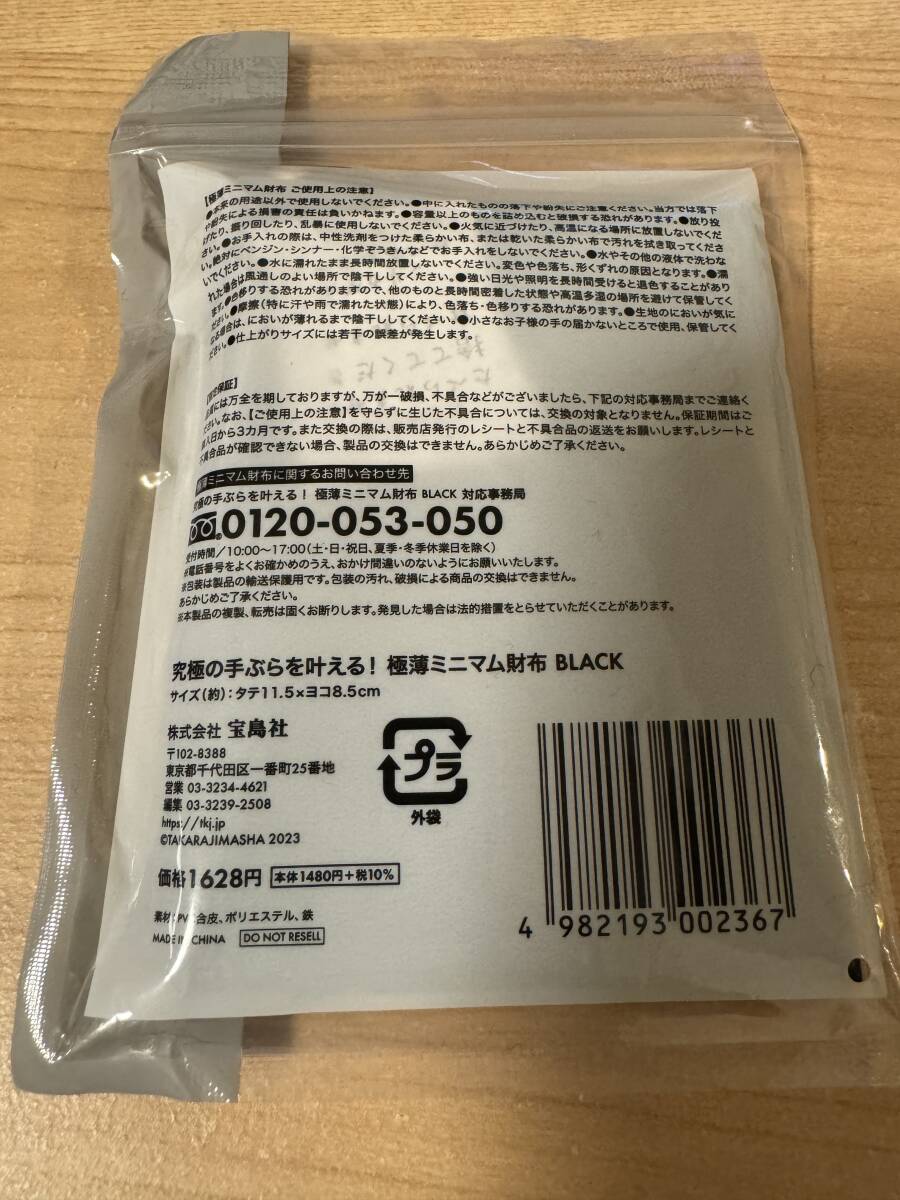 【極薄ミニマム財布 ご使用上の注意】
●本来の用途以外で使用しないでください。●中に入れたものの落下や紛失にご注意ください。当方では落下
や紛失による損害の責任は負いかねます。●容量以上のものを詰め込むと破損する恐れがあります。●放り投
げたり、振り回したり、乱暴に使用しないでください。●火気に近づけたり、高温になる場所に放置しないでくださ
い。●お手入れの際は、中性洗剤をつけた柔らかい布、または乾いた柔らかい布で汚れを拭き取ってくださ
い。絶対にベンジン・シンナー・化学ぞうきんなどでお手入れをしないでください。●水やその他の液体で洗わな
いでください。●水に濡れたまま長時間放置しないでください。変色や色落ち、形くずれの原因となります。●濡
れた場合は風通しのよい場所で陰干ししてください。●強い日光や照明を長時間受けると退色することがあり
ます。●色移りする恐れがありますので、他のものと長時間密着した状態や高温多湿の場所を避けて保管してく
ださい。●摩擦（特に汗や雨で濡れた状態）により、色落ち・色移りする恐れがあります。●生地のにおいが気に
なる場合は、においが薄れるまで陰干ししてください。●小さなお子様の手の届かないところで使用、保管してく
ださい。●仕上がりサイズには若干の誤差が発生します。
保証】
には万全を期しておりますが、万が一破損、不具合などがございましたら、下記の対応事務局までご連絡く
ださい。なお、【ご使用上の注意】を守らずに生じた不具合については、交換の対象となりません。保証期間はご
購入日から3カ月です。また交換の際は、販売店発行のレシートと不具合品の返送をお願いします。レシートと
不具合品が確認できない場合、製品の交換はできません。あらかじめご了承ください。
極薄ミニマム財布に関するお問い合わせ先
究極の手ぶらを叶える！ 極薄ミニマム財布 BLACK 対応事務局
0120-053-050
受付時間／10:00〜17:00（土・日・祝日、夏季・冬季休業日を除く）
※電話番号をよくお確かめのうえ、おかけ間違いのないようにお願いいたします。
※包装は製品の輸送保護用です。包装の汚れ、破損による商品の交換はできません。
あらかじめご了承ください。
※本製品の複製、転売は固くお断りします。発見した場合は法的措置をとらせていただくことがあります。
究極の手ぶらを叶える！ 極薄ミニマム財布 BLACK
サイズ（約）：タテ11.5×ヨコ8.5cm
株式会社 宝島社
〒102-8388
東京都千代田区一番町25番地
営業 03-3234-4621
編集 03-3239-2508
https://tkj.jp
©TAKARAJIMASHA 2023
プラ
外袋
価格1628円 本体1480円+税10%
素材：PVC合皮、ポリエステル、鉄
MADE IN CHINA DO NOT RESELL
4 982193 002367